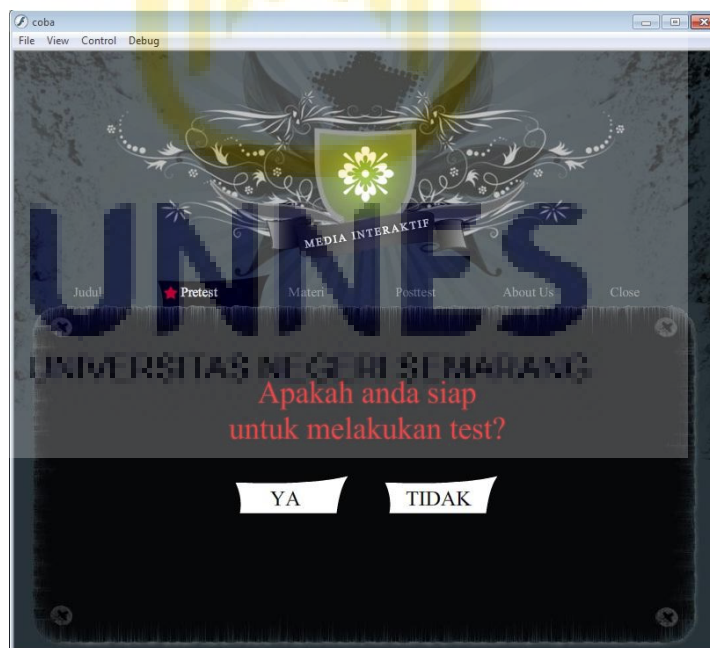 coba
File View Control Debug
MEDIA INTERAKTIF
UNNES
Judul Pretest Materi Posttest About Us Close
UNIVERSITAS NEGERI SEMARANG
Apakah anda siap
untuk melakukan test?
YA TIDAK